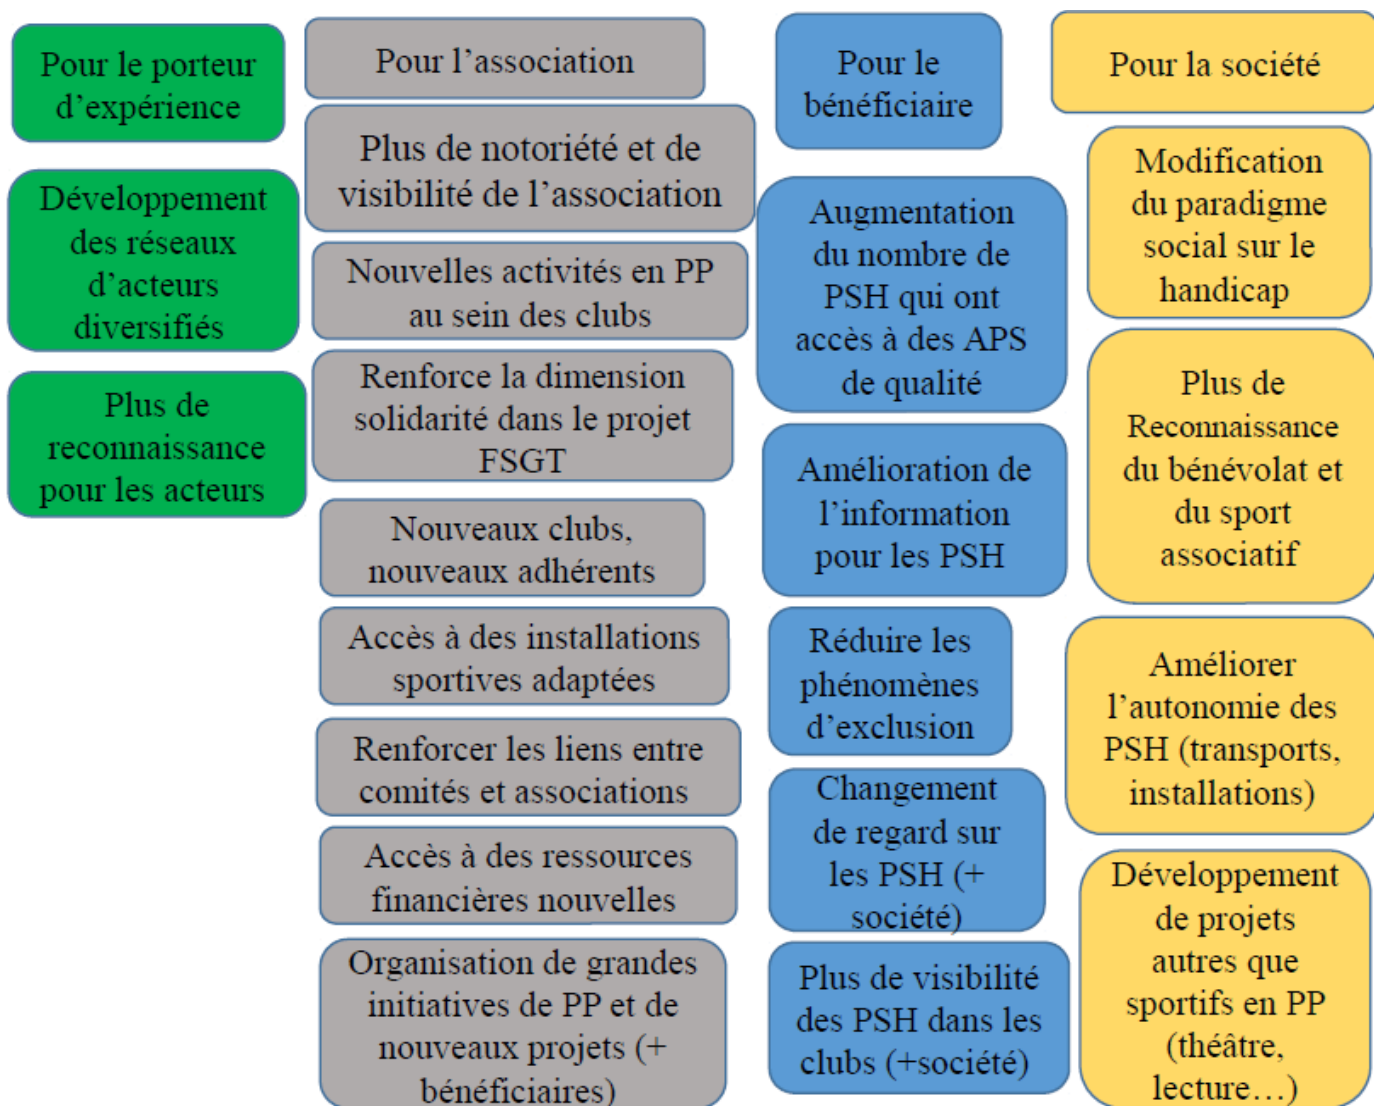 Pour le porteur
d'expérience
Développement
des réseaux
d'acteurs
diversifiés
Plus de
reconnaissance
pour les acteurs
Pour l'association
Plus de notoriété et de
visibilité de l'association
Nouvelles activités en PP
au sein des clubs
Renforce la dimension
solidarité dans le projet
FSGT
Nouveaux clubs,
nouveaux adhérents
Accès à des installations
sportives adaptées
Renforcer les liens entre
comités et associations
Accès à des ressources
financières nouvelles
Organisation de grandes
initiatives de PP et de
nouveaux projets (+
bénéficiaires)
Pour le
bénéficiaire
Augmentation
du nombre de
PSH qui ont
accès à des APS
de qualité
Amélioration de
l'information
pour les PSH
Réduire les
phénomènes
d'exclusion
Changement
de regard sur
les PSH (+
société)
Plus de visibilité
des PSH dans les
clubs (+société)
Pour la société
Modification
du paradigme
social sur le
handicap
Plus de
Reconnaissance
du bénévolat et
du sport
associatif
Améliorer
l'autonomie des
PSH (transports,
installations)
Développement
de projets
autres que
sportifs en PP
(théâtre,
lecture…)